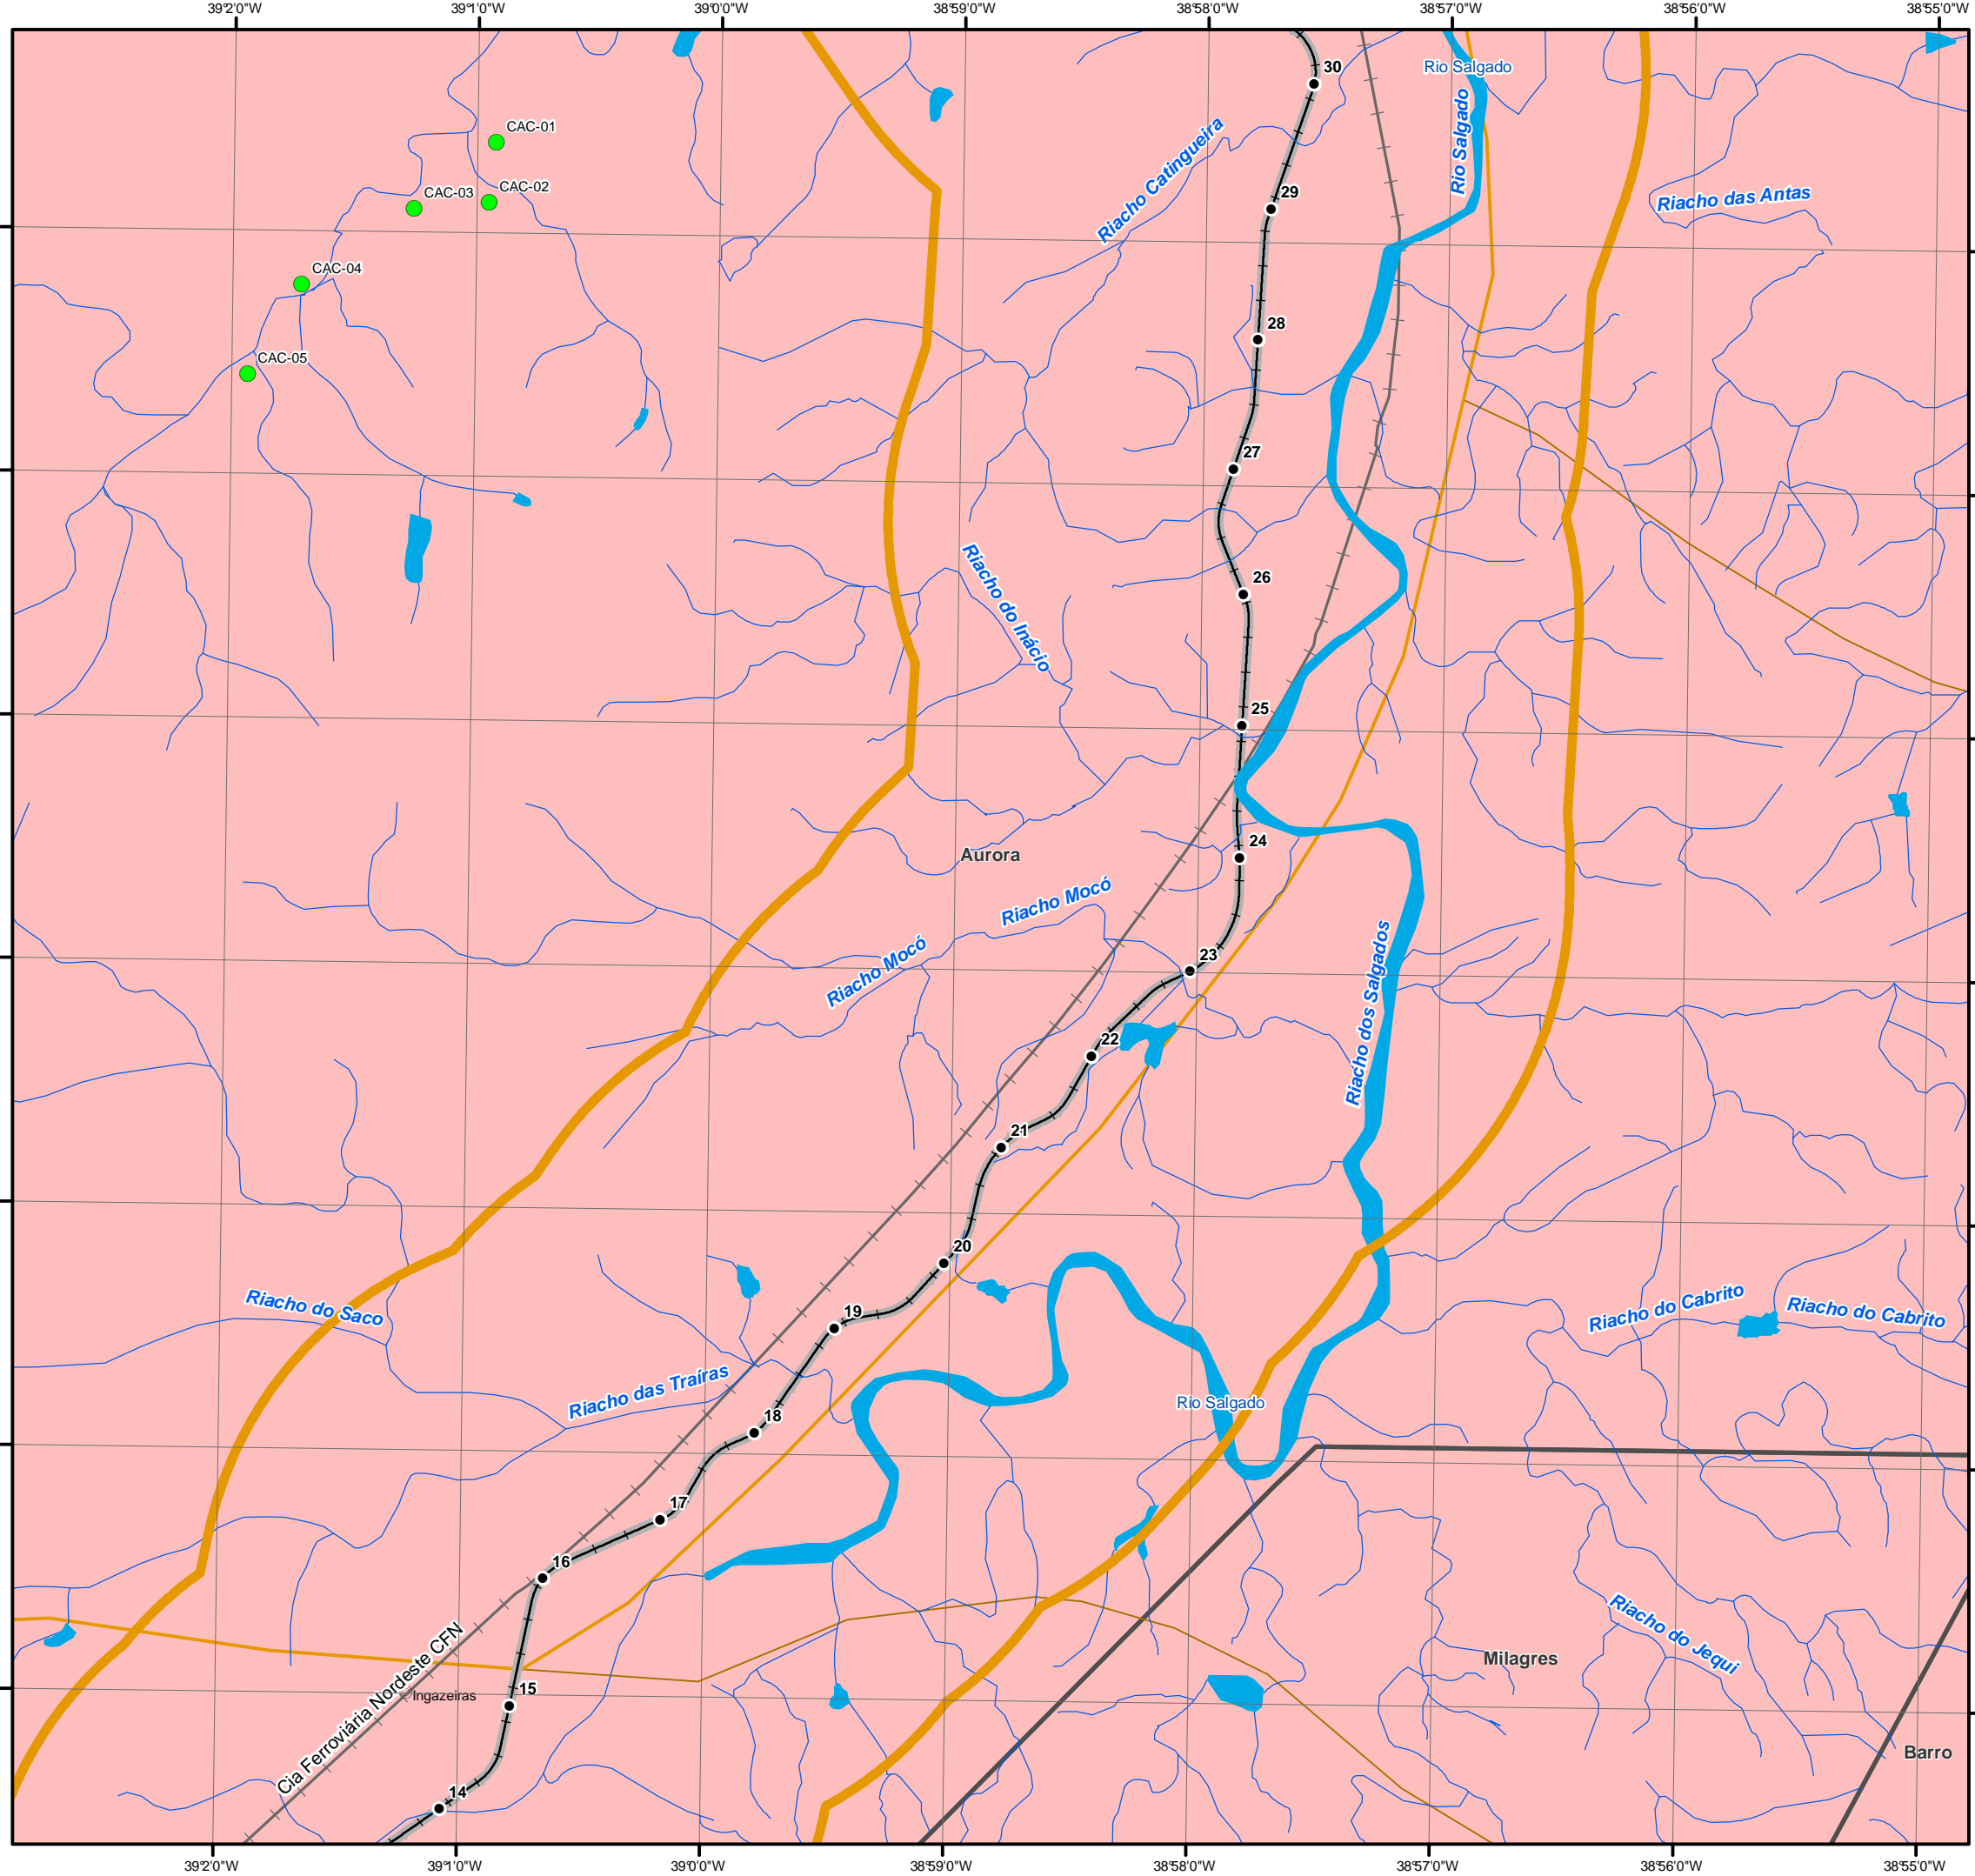 39°2'0"W
39°1'0"W
39°0'0"W
38°59'0"W
38°58'0"W
38°57'0"W
38°56'0"W
38°55'0"W
30
Rio Salgado
Rio Salgado
CAC-01
Riacho Catingueira
CAC-02
CAC-03
29
Riacho das Antas
CAC-04
28
CAC-05
27
26
Riacho do Inácio
25
24
Aurora
Riacho Mocó
Riacho Mocó
23
Riacho dos Salgados
22
21
20
Riacho do Saco
19
Riacho do Cabrito
Riacho do Cabrito
Riacho das Traíras
18
Rio Salgado
17
16
Cia Ferroviária Nordeste CFN
Riacho do Jequi
Milagres
15
Ingazeiras
Barro
14
39°2'0"W
39°1'0"W
39°0'0"W
38°59'0"W
38°58'0"W
38°57'0"W
38°56'0"W
38°55'0"W